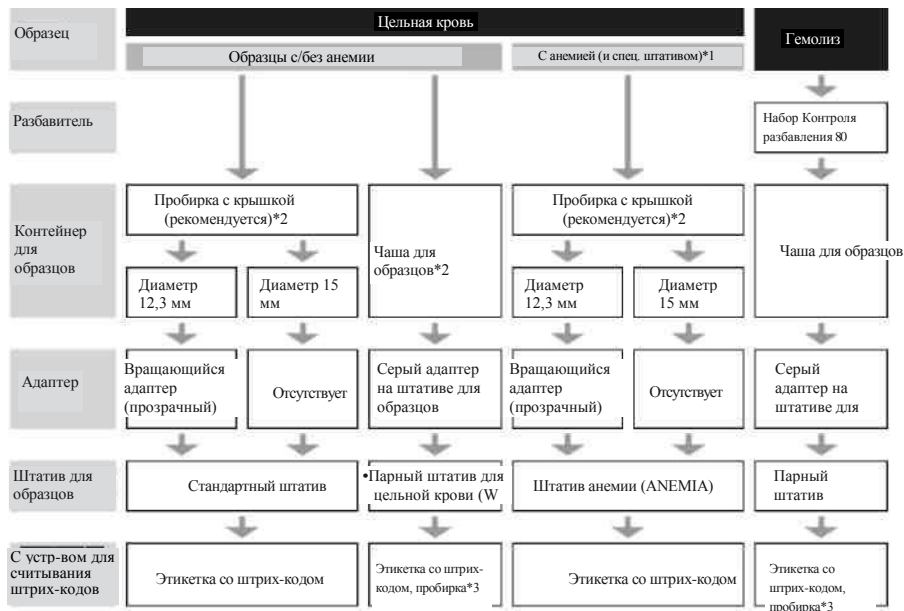 Образец
Цельная кровь
Гемолиз
Образцы с/без анемии
С анемией (и спец. штативом)*1
Разбавитель
Набор Контроля
разбавления 80
Контейнер
для
образцов
Пробирка с крышкой
(рекомендуется)*2
Чаша для
образцов*2
Пробирка с крышкой
(рекомендуется)*2
Чаша для образцов
Диаметр
12,3 мм
Диаметр 15
мм
Диаметр
12,3 мм
Диаметр
15 мм
Адаптер
Вращающийся
адаптер
(прозрачный)
Отсутствует
Серый адаптер
на штативе для
образцов
Вращающийся
адаптер
(прозрачный)
Отсутствует
Серый
адаптер на
штативе для
Штатив для
образцов
Стандартный штатив
•Парный штатив для
цельной крови (W
Штатив анемии (ANEMIA)
Парный
штатив
С устр-вом для
считывания
штрих-кодов
Этикетка со штрих-кодом
Этикетка со штрих-
кодом, пробирка*3
Этикетка со штрих-кодом
Этикетка со
штрих-кодом,
пробирка*3